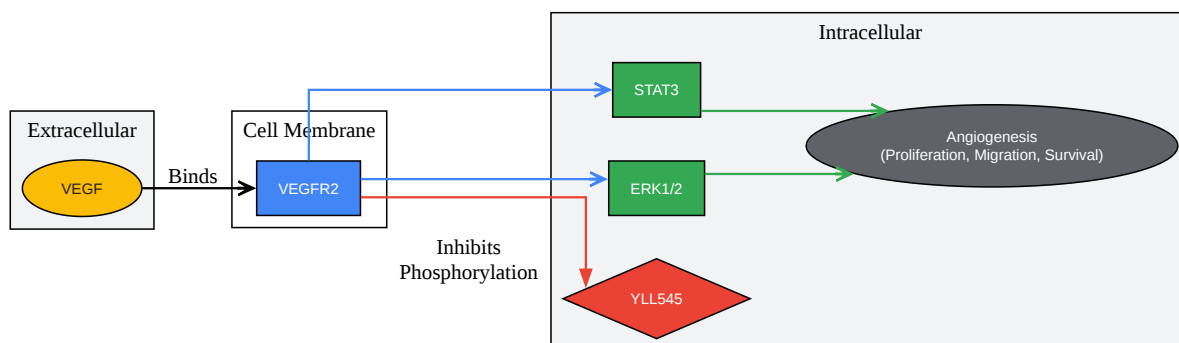 Extracellular
VEGF
Binds
Cell Membrane
VEGFR2
Inhibits
Phosphorylation
Intracellular
STAT3
ERK1/2
YLL545
Angiogenesis
(Proliferation, Migration, Survival)